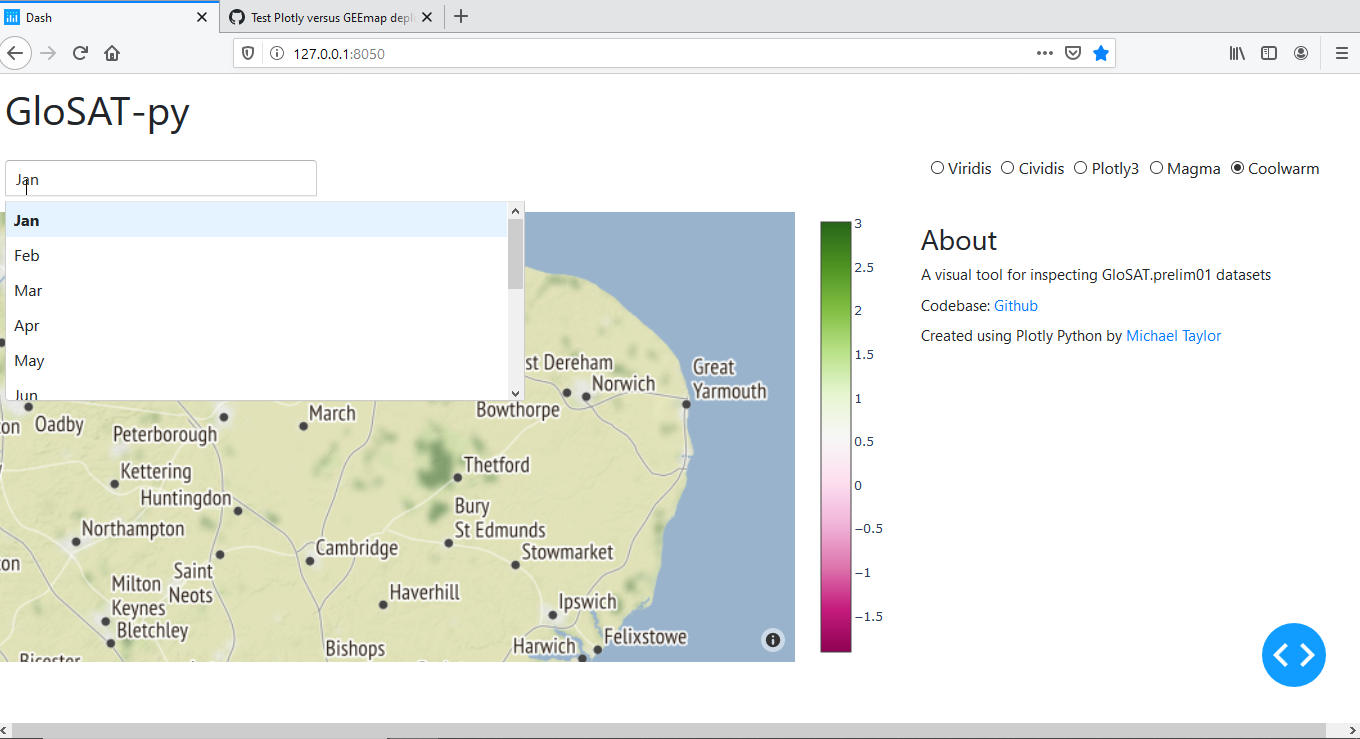 Dash
Test Plotly versus GEEmap depl
127.0.0.1:8050
GloSAT-py
Jan
Viridis Cividis Plotly3 Magma Coolwarm
Jan
Feb
Mar
Apr
May
Jun
3
2.5
2
1.5
1
0.5
0
−0.5
−1
−1.5
About
A visual tool for inspecting GloSAT.prelim01 datasets
Codebase: Github
Created using Plotly Python by Michael Taylor
st Dereham
Norwich
Great
Yarmouth
Bowthorpe
March
on
Oadby
Peterborough
Kettering
Thetford
Huntingdon
Bury
St Edmunds
Northampton
Cambridge
Stowmarket
on
Saint
Neots
Milton
Keynes
Haverhill
Ipswich
Bletchley
Felixstowe
Harwich
Bishops
Bicester